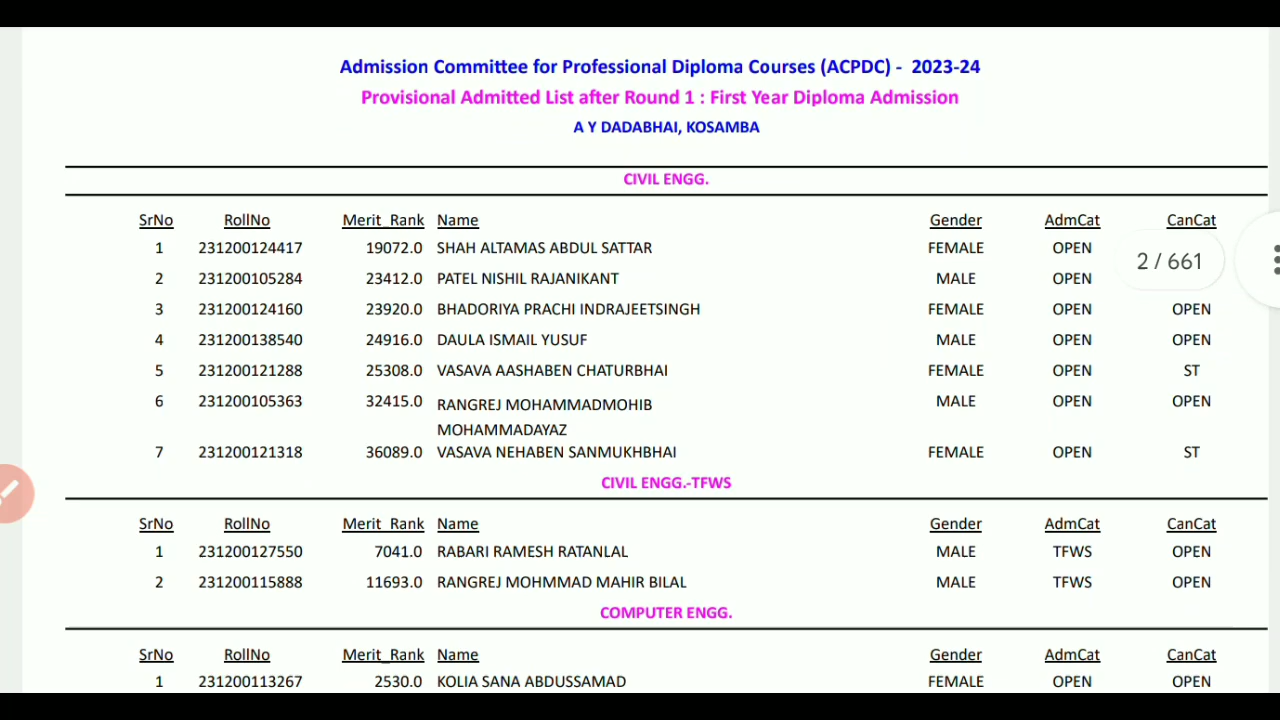 Admission Committee for Professional Diploma Courses (ACPDC) - 2023-24
Provisional Admitted List after Round 1 : First Year Diploma Admission
A Y DADABHAI, KOSAMBA
CIVIL ENGG.
SrNo RollNo Merit_Rank Name Gender AdmCat CanCat
1 231200124417 19072.0 SHAH ALTAMAS ABDUL SATTAR FEMALE OPEN
2 / 661
2 231200105284 23412.0 PATEL NISHIL RAJANIKANT MALE OPEN
3 231200124160 23920.0 BHADORIYA PRACHI INDRAJEETSINGH FEMALE OPEN OPEN
4 231200138540 24916.0 DAULA ISMAIL YUSUF MALE OPEN OPEN
5 231200121288 25308.0 VASAVA AASHABEN CHATURBHAI FEMALE OPEN ST
6 231200105363 32415.0 RANGREJ MOHAMMADMOHIB MALE OPEN OPEN
MOHAMMADAYAZ
7 231200121318 36089.0 VASAVA NEHABEN SANMUKHBHAI FEMALE OPEN ST
CIVIL ENGG.-TFWS
SrNo RollNo Merit_Rank Name Gender AdmCat CanCat
1 231200127550 7041.0 RABARI RAMESH RATANLAL MALE TFWS OPEN
2 231200115888 11693.0 RANGREJ MOHMMAD MAHIR BILAL MALE TFWS OPEN
COMPUTER ENGG.
SrNo RollNo Merit_Rank Name Gender AdmCat CanCat
1 231200113267 2530.0 KOLIA SANA ABDUSSAMAD FEMALE OPEN OPEN